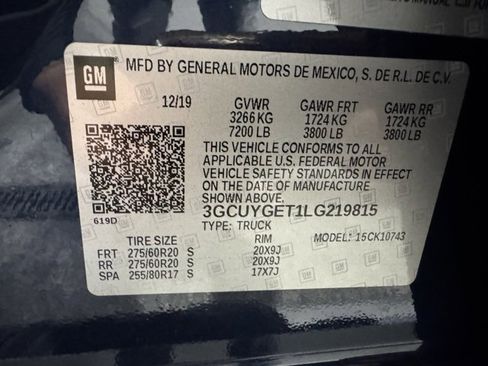 GM
MFD BY GENERAL MOTORS DE MEXICO, S. DE R.L. DE C.V.
12/19 GVWR GAWR FRT GAWR RR
3266 KG 1724 KG 1724 KG
7200 LB 3800 LB 3800 LB
THIS VEHICLE CONFORMS TO ALL
APPLICABLE U.S. FEDERAL MOTOR
VEHICLE SAFETY STANDARDS IN EFFECT
ON THE DATE OF MANUFACTURE
SHOWN ABOVE.
3GCUYGET1LG219815
619D
TYPE: TRUCK MODEL: 15CK10743
TIRE SIZE RIM
FRT 275/60R20 S 20X9J
RR 275/60R20 S 20X9J
SPA 255/80R17 S 17X7J